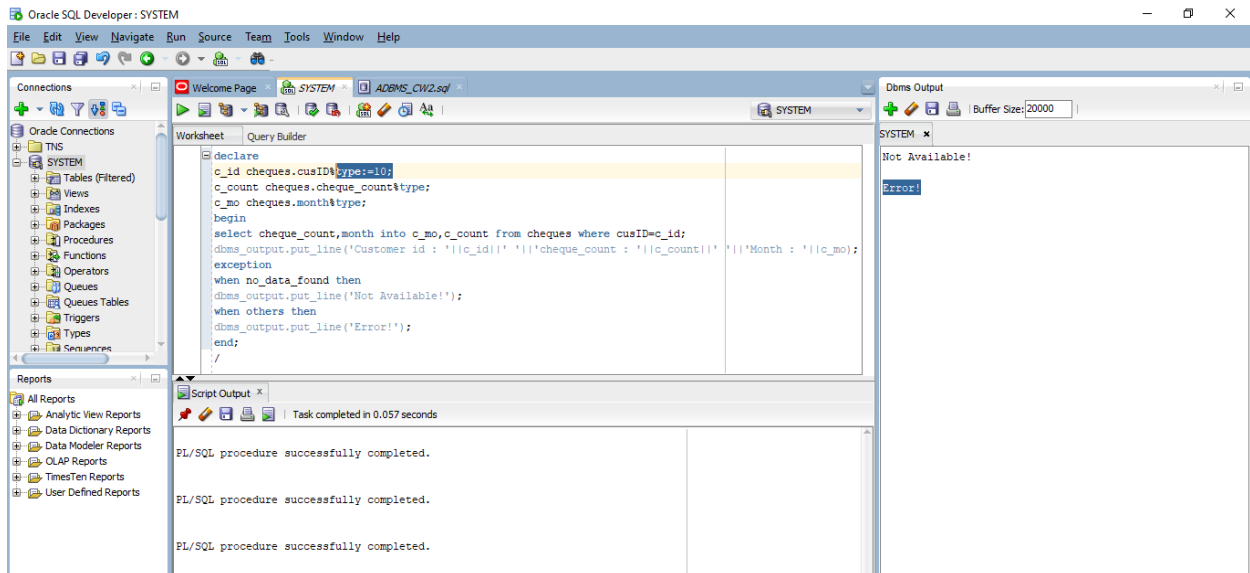 Oracle SQL Developer : SYSTEM
File Edit View Navigate Run Source Team Tools Window Help
Connections
Oracle Connections
TNS
SYSTEM
Tables (Filtered)
Views
Indexes
Packages
Procedures
Functions
Operators
Queues
Queues Tables
Triggers
Types
Sequences
Reports
All Reports
Analytic View Reports
Data Dictionary Reports
Data Modeler Reports
OLAP Reports
TimesTen Reports
User Defined Reports
Welcome Page SYSTEM ADBMS_CW2.sql
SYSTEM
Worksheet Query Builder
declare
c_id cheques.cusID%type:=10;
c_count cheques.cheque_count%type;
c_mo cheques.month%type;
begin
select cheque_count,month into c_mo,c_count from cheques where cusID=c_id;
dbms_output.put_line('Customer id : '||c_id||' '||'cheque_count : '||c_count||' '||'Month : '||c_mo);
exception
when no_data_found then
dbms_output.put_line('Not Available!');
when others then
dbms_output.put_line('Error!');
end;
/
Script Output
Task completed in 0.057 seconds
PL/SQL procedure successfully completed.
PL/SQL procedure successfully completed.
PL/SQL procedure successfully completed.
Dbms Output
Buffer Size: 20000
SYSTEM
Not Available!
Error!